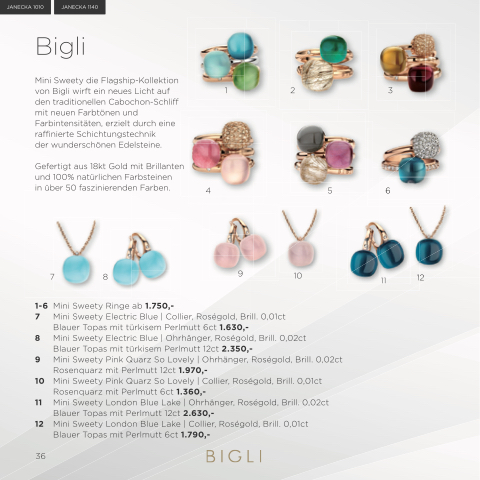 JANECKA 1010
JANECKA 1140
Bigli
Mini Sweety die Flagship-Kollektion
von Bigli wirft ein neues Licht auf
den traditionellen Cabochon-Schliff
mit neuen Farbtönen und
Farbintensitäten, erzielt durch eine
raffinierte Schichtungstechnik
der wunderschönen Edelsteine.
Gefertigt aus 18kt Gold mit Brillanten
und 100% natürlichen Farbsteinen
in über 50 faszinierenden Farben.
1
2
3
4
5
6
7
8
9
10
11
12
1-6 Mini Sweety Ringe ab 1.750,-
7 Mini Sweety Electric Blue | Collier, Roségold, Brill. 0,01ct
Blauer Topas mit türkisem Perlmutt 6ct 1.630,-
8 Mini Sweety Electric Blue | Ohrhänger, Roségold, Brill. 0,02ct
Blauer Topas mit türkisem Perlmutt 12ct 2.350,-
9 Mini Sweety Pink Quarz So Lovely | Ohrhänger, Roségold, Brill. 0,02ct
Rosenquarz mit Perlmutt 12ct 1.970,-
10 Mini Sweety Pink Quarz So Lovely | Collier, Roségold, Brill. 0,01ct
Rosenquarz mit Perlmutt 6ct 1.360,-
11 Mini Sweety London Blue Lake | Ohrhänger, Roségold, Brill. 0,02ct
Blauer Topas mit Perlmutt 12ct 2.630,-
12 Mini Sweety London Blue Lake | Collier, Roségold, Brill. 0,01ct
Blauer Topas mit Perlmutt 6ct 1.790,-
36
BIGLI